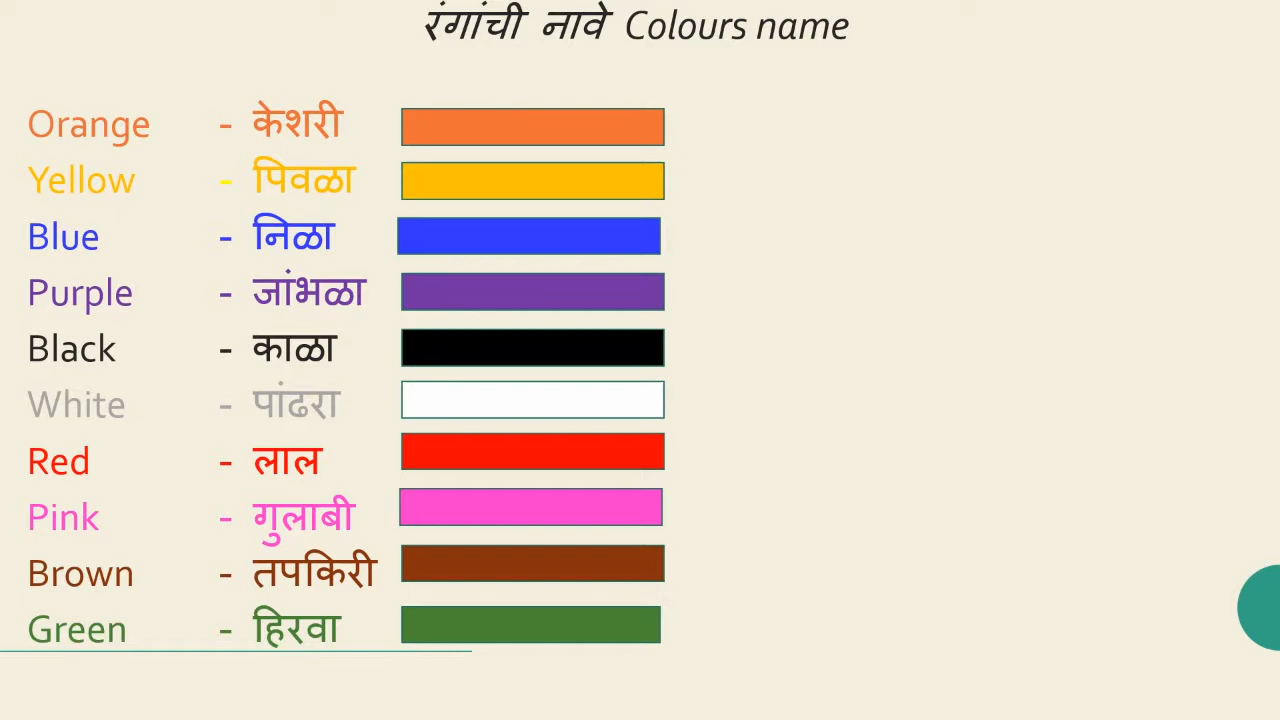 रंगांची नावे Colours name
Orange - केशरी
Yellow - पिवळा
Blue - निळा
Purple - जांभळा
Black - काळा
White - पांढरा
Red - लाल
Pink - गुलाबी
Brown - तपकिरी
Green - हिरवा